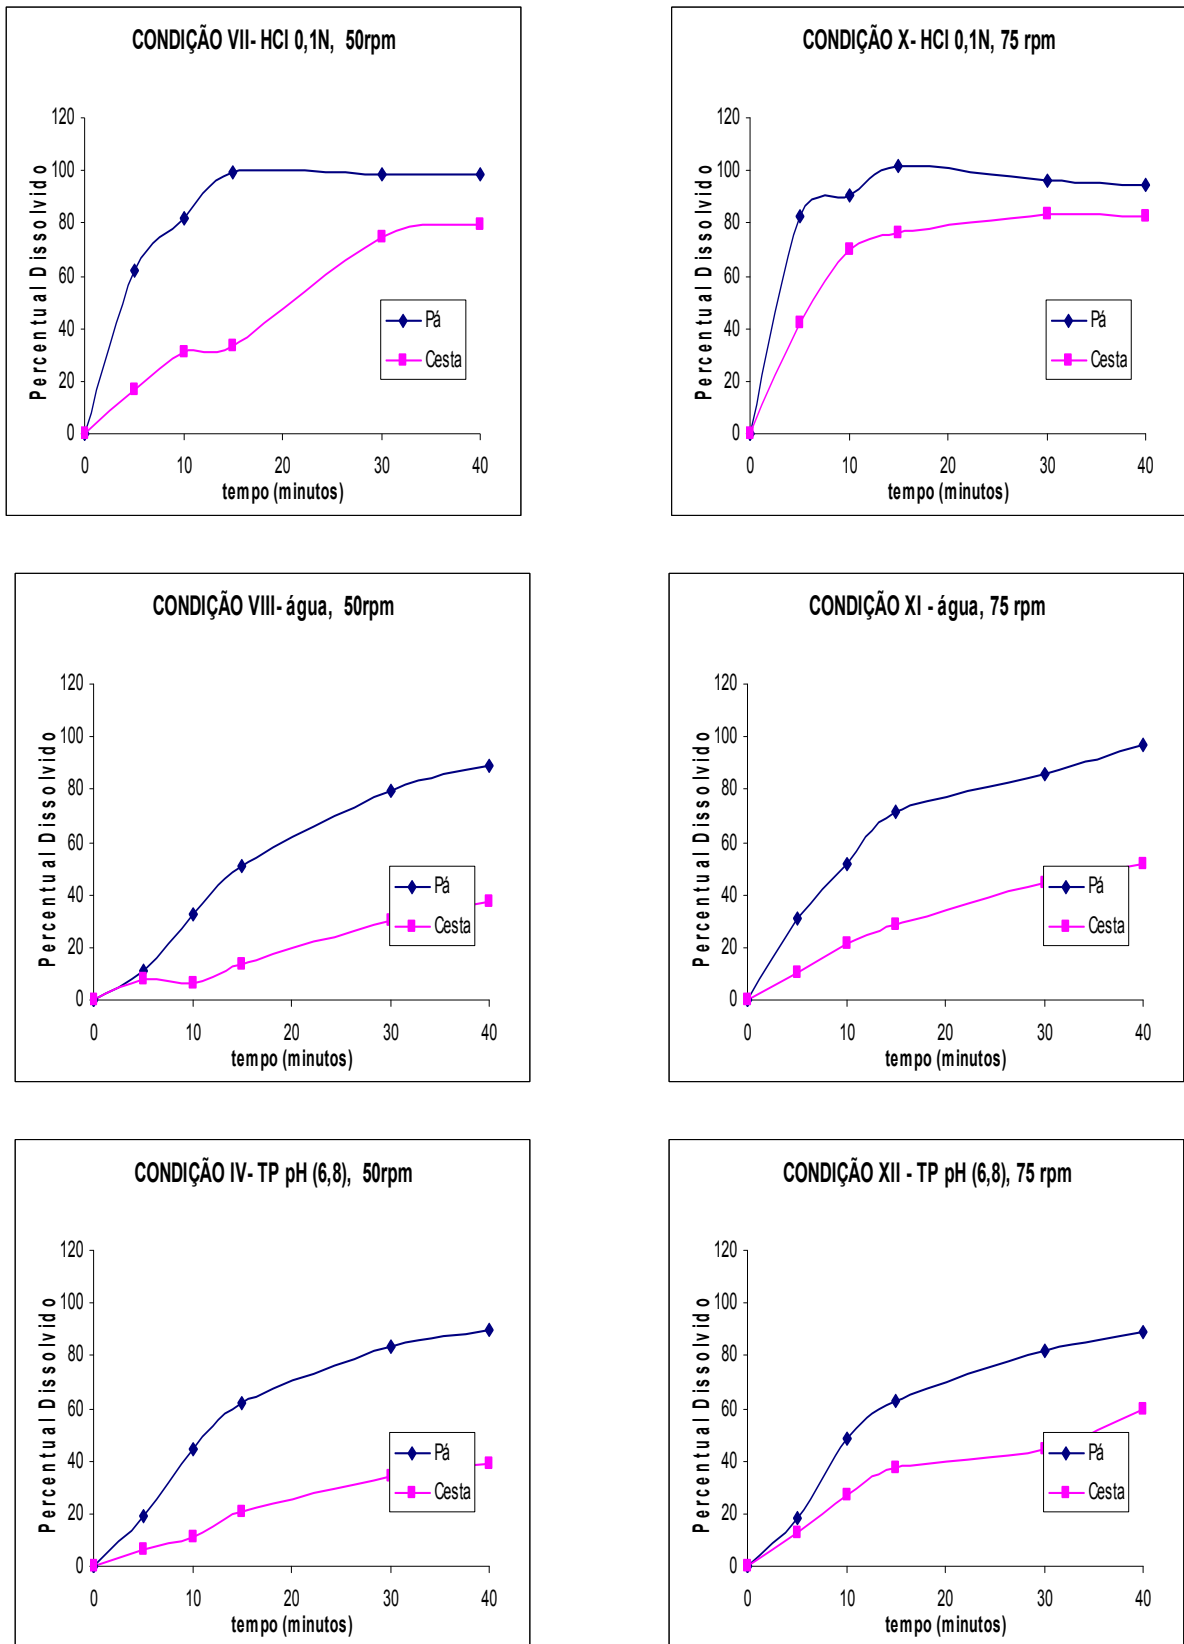 CONDIÇÃO VII- HCl 0,1N, 50rpm
Percentual Dissolvido
120
100
80
60
40
20
0
0 10 20 30 40
tempo (minutos)
Pá
Cesta
CONDIÇÃO X- HCl 0,1N, 75 rpm
Percentual Dissolvido
120
100
80
60
40
20
0
0 10 20 30 40
tempo (minutos)
Pá
Cesta
CONDIÇÃO VIII- água, 50rpm
Percentual Dissolvido
120
100
80
60
40
20
0
0 10 20 30 40
tempo (minutos)
Pá
Cesta
CONDIÇÃO XI - água, 75 rpm
Percentual Dissolvido
120
100
80
60
40
20
0
0 10 20 30 40
tempo (minutos)
Pá
Cesta
CONDIÇÃO IV- TP pH (6,8), 50rpm
Percentual Dissolvido
120
100
80
60
40
20
0
0 10 20 30 40
tempo (minutos)
Pá
Cesta
CONDIÇÃO XII - TP pH (6,8), 75 rpm
Percentual Dissolvido
120
100
80
60
40
20
0
0 10 20 30 40
tempo (minutos)
Pá
Cesta